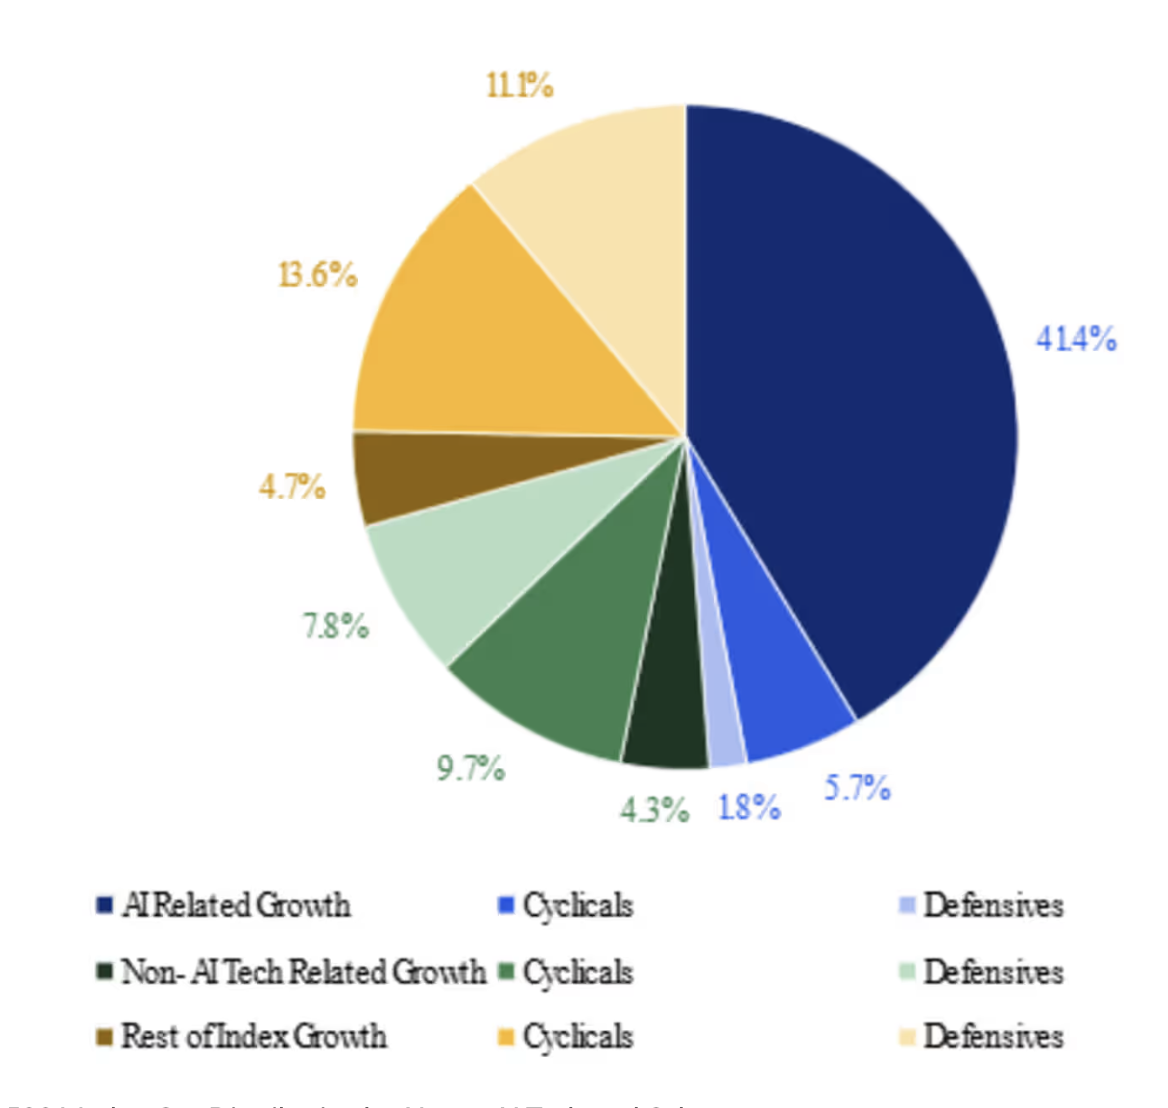 11.1%
13.6%
41.4%
4.7%
7.8%
9.7%
4.3% 1.8% 5.7%
AI Related Growth Cyclicals Defensives
Non- AI Tech Related Growth Cyclicals Defensives
Rest of Index Growth Cyclicals Defensives